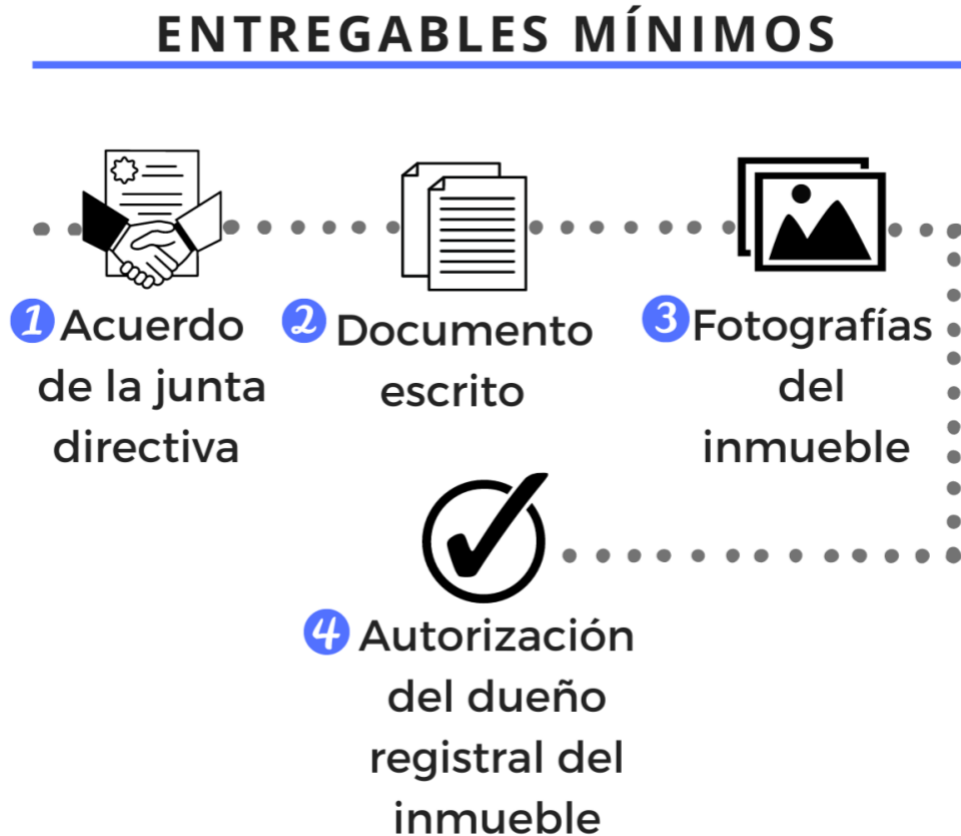 ENTREGABLES MÍNIMOS
1 Acuerdo
de la junta
directiva
2 Documento
escrito
3 Fotografías
del
inmueble
4 Autorización
del dueño
registral del
inmueble